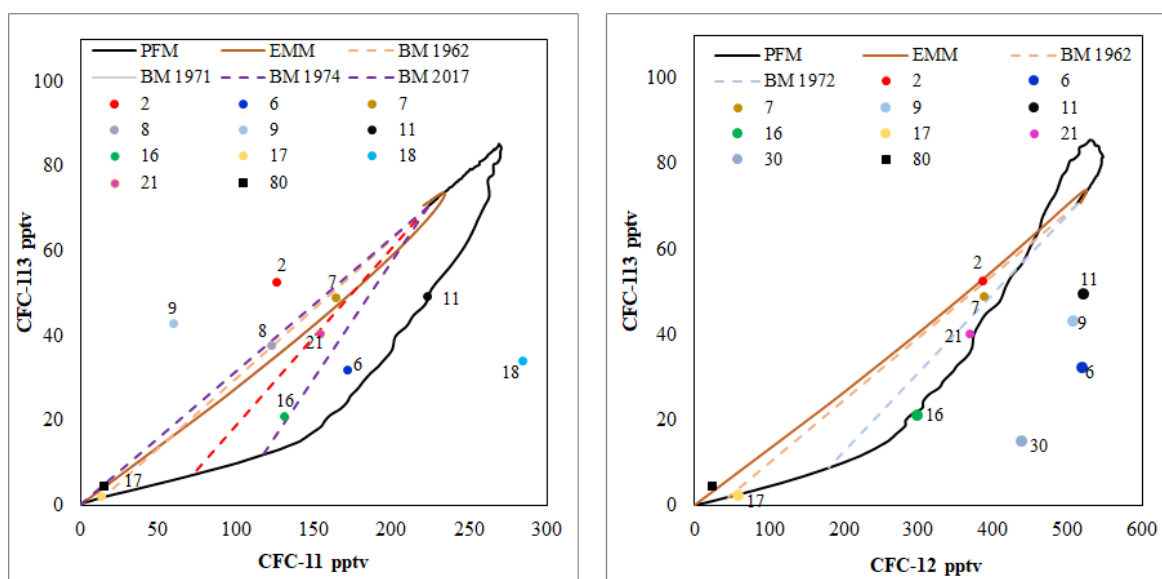 PFM EMM BM 1962
BM 1971 BM 1974 BM 2017
2 6 7
8 9 11
16 17 18
21 80
100
80
60
40
20
0
CFC-113 pptv
2
9
7
8
11
21
6
18
16
17
0 50 100 150 200 250 300
CFC-11 pptv
PFM EMM BM 1962
BM 1972 2 6
7 9 11
16 17 21
30 80
100
80
60
40
20
0
CFC-113 pptv
2
11
7
9
21
6
16
30
17
0 100 200 300 400 500 600
CFC-12 pptv